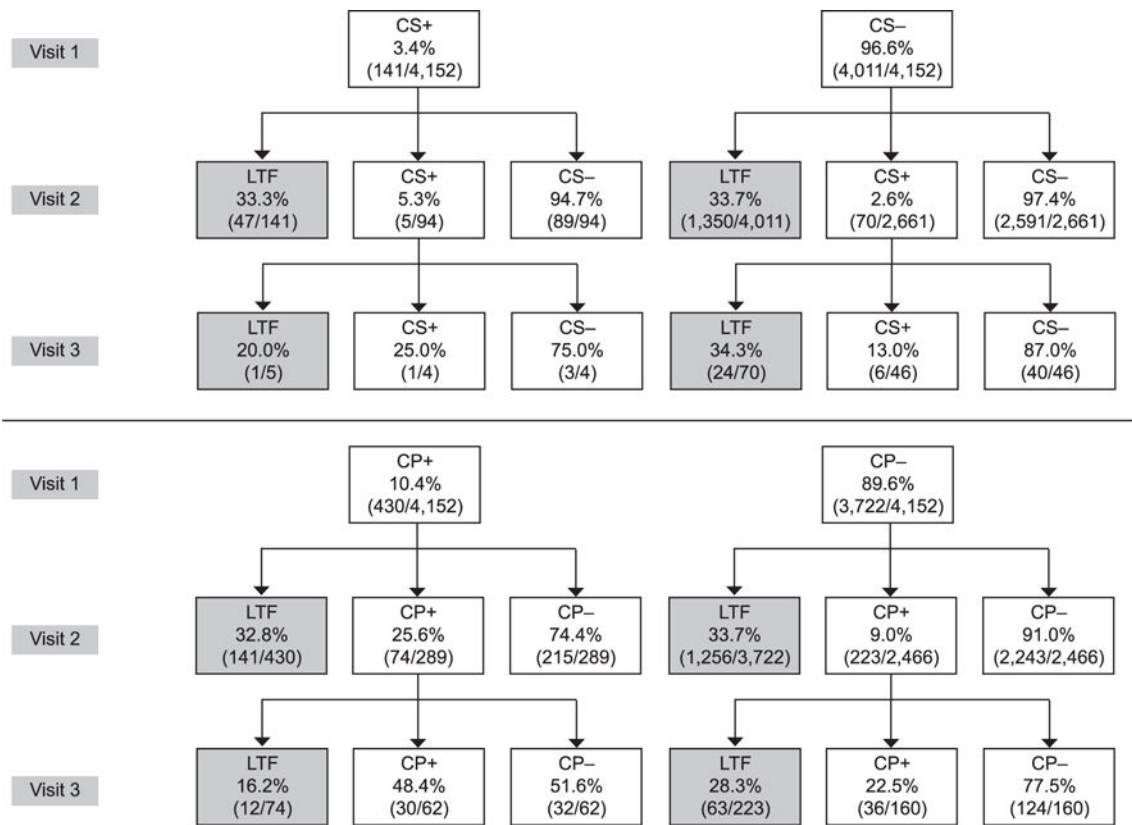 Visit 1
CS+
3.4%
(141/4,152)
CS–
96.6%
(4,011/4,152)
Visit 2
LTF
33.3%
(47/141)
CS+
5.3%
(5/94)
CS–
94.7%
(89/94)
LTF
33.7%
(1,350/4,011)
CS+
2.6%
(70/2,661)
CS–
97.4%
(2,591/2,661)
Visit 3
LTF
20.0%
(1/5)
CS+
25.0%
(1/4)
CS–
75.0%
(3/4)
LTF
34.3%
(24/70)
CS+
13.0%
(6/46)
CS–
87.0%
(40/46)
Visit 1
CP+
10.4%
(430/4,152)
CP–
89.6%
(3,722/4,152)
Visit 2
LTF
32.8%
(141/430)
CP+
25.6%
(74/289)
CP–
74.4%
(215/289)
LTF
33.7%
(1,256/3,722)
CP+
9.0%
(223/2,466)
CP–
91.0%
(2,243/2,466)
Visit 3
LTF
16.2%
(12/74)
CP+
48.4%
(30/62)
CP–
51.6%
(32/62)
LTF
28.3%
(63/223)
CP+
22.5%
(36/160)
CP–
77.5%
(124/160)